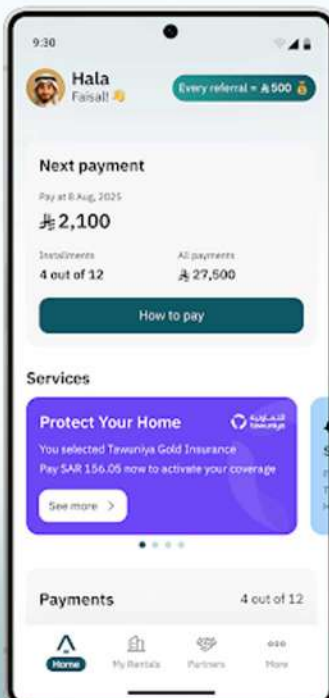 9:30
Hala
Faisal! 👋
Every referral = ⃁ 500 💰
Next payment
Pay at 8 Aug, 2025
⃁ 2,100
Installments
All payments
4 out of 12
⃁ 27,500
How to pay
Services
Protect Your Home
التعاونية
tawuniya
You selected Tawuniya Gold Insurance
Pay SAR 156.05 now to activate your coverage
See more >
Payments
4 out of 12
Home
My Rentals
Partners
More